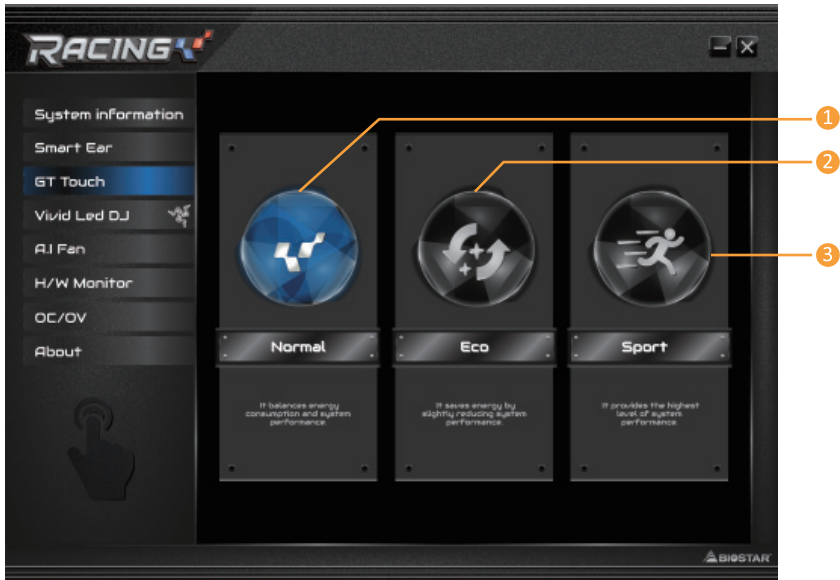 RACING
System information
Smart Ear
GT Touch
Vivid Led DJ
A.I Fan
H/W Monitor
OC/OV
About
1
2
3
Normal
It balances energy
consumption and system
performance.
Eco
It saves energy by
slightly reducing system
performance.
Sport
It provides the highest
level of system
performance.
BIOSTAR